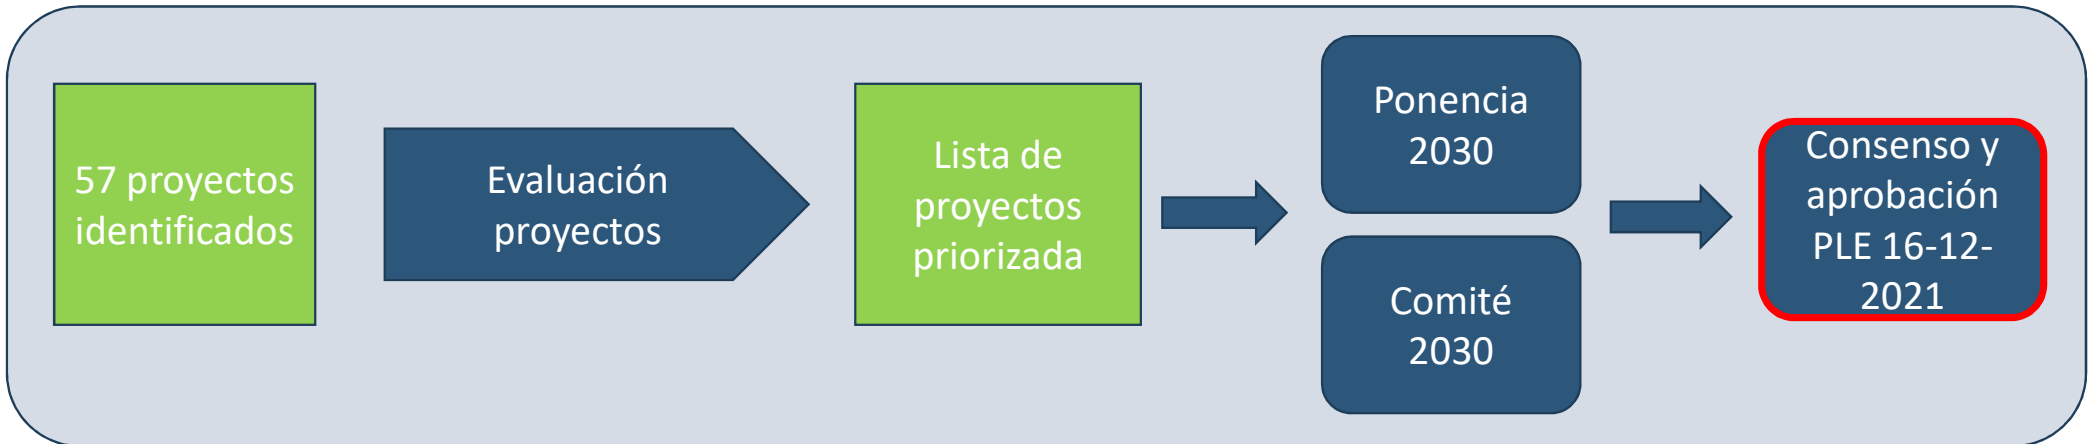 57 proyectos
identificados
Evaluación
proyectos
Lista de
proyectos
priorizada
Ponencia
2030
Comité
2030
Consenso y
aprobación
PLE 16-12-
2021